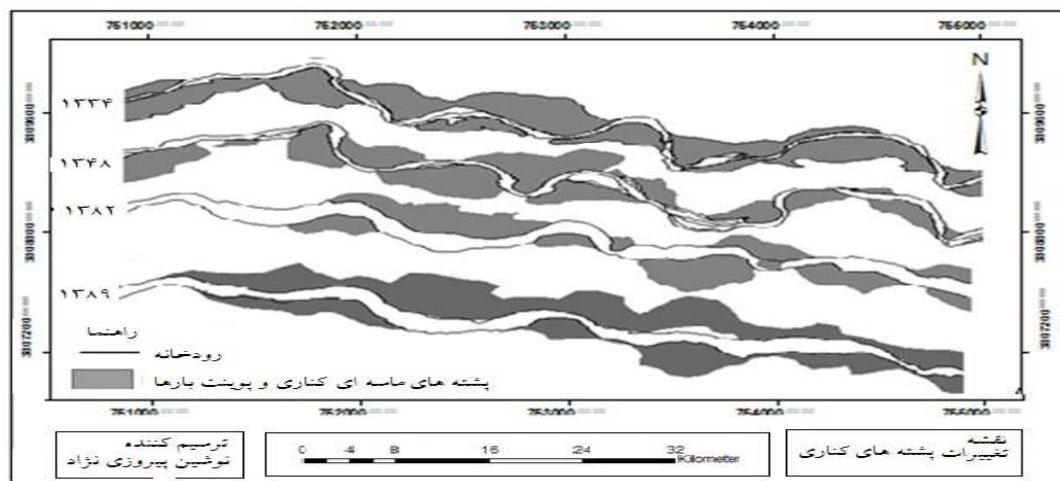 751000 752000 753000 754000 755000
N
۱۳۳۴
۱۳۴۸
۱۳۸۲
۱۳۸۹
راهنما
رودخانه
پشته های ماسه ای کناری و پوینت بارها
751000 752000 753000 754000 755000
ترسیم کننده
نوشین پیروزی نژاد
0 4 8 16 24 32
Kilometer
نقشه
تغییرات پشته های کناری